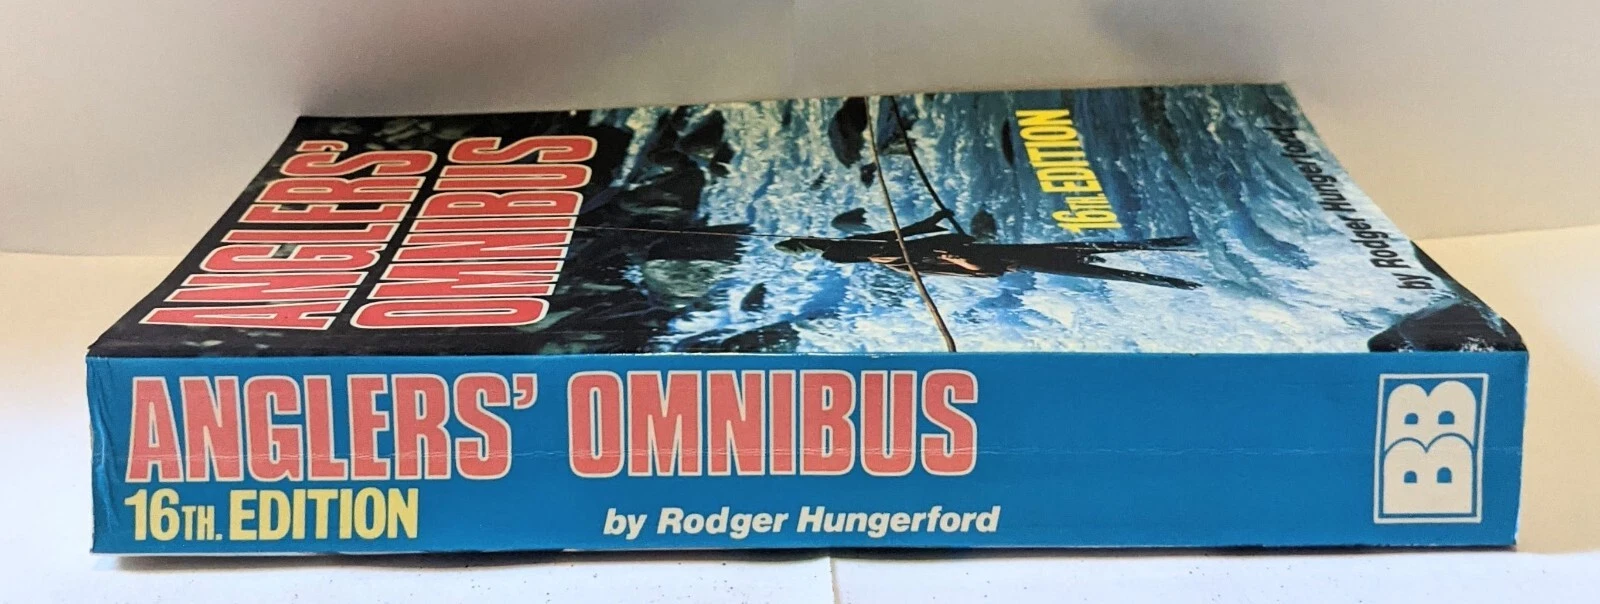 ANGLERS'
OMNIBUS
16TH. EDITION
by Rodger Hungerford
ANGLERS' OMNIBUS
16TH. EDITION
by Rodger Hungerford
BB